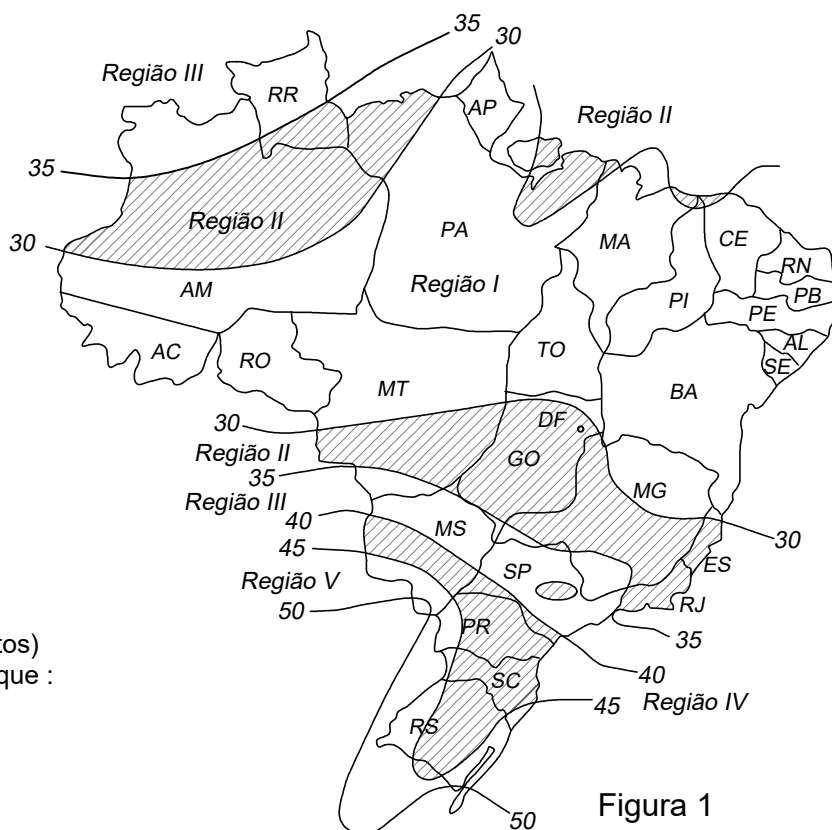 35
30
Região III
RR
AP
Região II
35
Região II
30
PA
MA
CE
RN
Região I
PB
AM
PI
PE
AC
RO
TO
AL
SE
MT
BA
30
DF
Região II
GO
35
MG
Região III
40
MS
30
45
SP
ES
Região V
RJ
50
PR
35
tos)
40
que :
SC
45
Região IV
RS
50
Figura 1